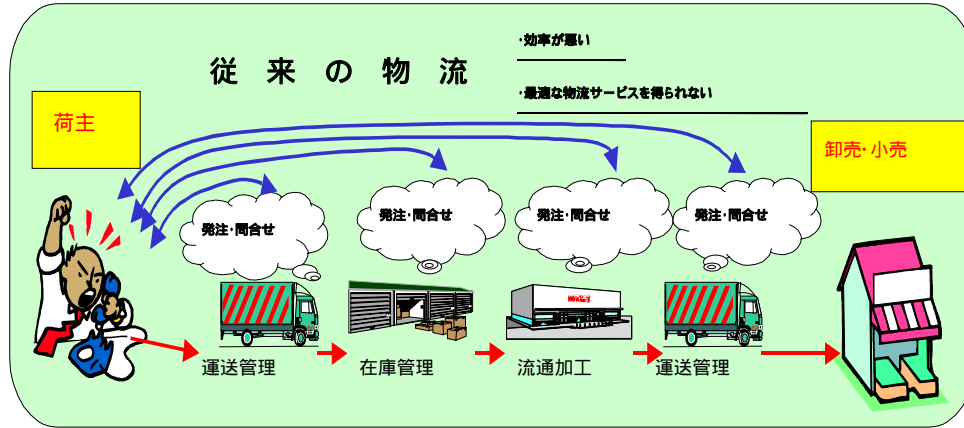 ・効率が悪い
従来の物流
・最適な物流サービスを得られない
荷主
卸売・小売
発注・問合せ
発注・問合せ
発注・問合せ
発注・問合せ
運送管理
在庫管理
流通加工
運送管理